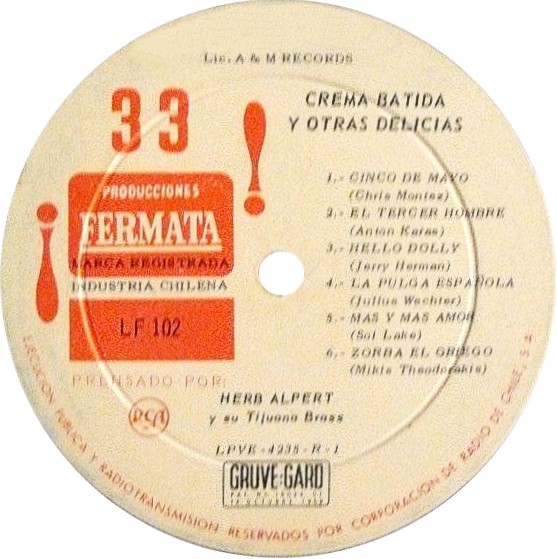 Lic. A & M RECORDS
33
CREMA BATIDA
Y OTRAS DELICIAS
PRODUCCIONES
FERMATA
MARCA REGISTRADA
INDUSTRIA CHILENA
LF 102
PRENSADO POR:
RCA
1.- CINCO DE MAYO
(Chris Montez)
2.- EL TERCER HOMBRE
(Anton Karas)
3.- HELLO DOLLY
(Jerry Herman)
4.- LA PULGA ESPAÑOLA
(Julius Wechter)
5.- MAS Y MAS AMOR
(Sol Lake)
6.- ZORBA EL GRIEGO
(Mikis Theodorakis)
HERB ALPERT
y su Tijuana Brass
LPVE-4235-R-1
GRUVE-GARD
EJECUCION PUBLICA Y RADIOTRANSMISION RESERVADOS POR CORPORACION DE RADIO DE CHILE, S.A.